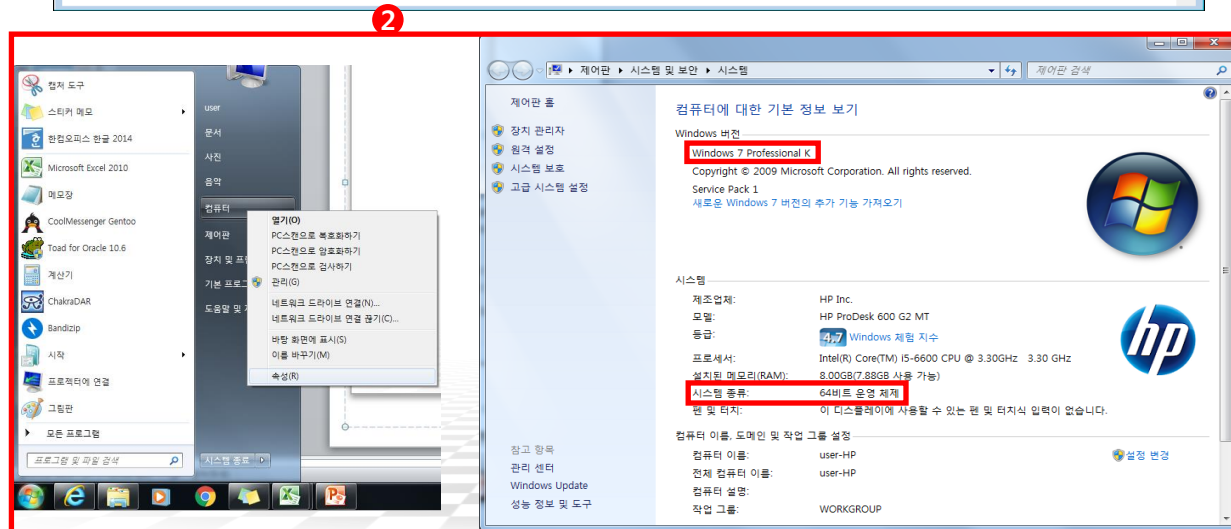 2
캡처 도구
스티커 메모
한컴오피스 한글 2014
Microsoft Excel 2010
메모장
CoolMessenger Gentoo
Toad for Oracle 10.6
계산기
ChakraDAR
Bandizip
시작
프로젝터에 연결
그림판
모든 프로그램
프로그램 및 파일 검색
user
문서
사진
음악
컴퓨터
제어판
장치 및 프린
기본 프로그
도움말 및
시스템 종료
열기(O)
PC스캔으로 복호화하기
PC스캔으로 암호화하기
PC스캔으로 검사하기
관리(G)
네트워크 드라이브 연결(N)...
네트워크 드라이브 연결 끊기(C)...
바탕 화면에 표시(S)
이름 바꾸기(M)
속성(R)
제어판 시스템 및 보안 시스템
제어판 검색
제어판 홈
장치 관리자
원격 설정
시스템 보호
고급 시스템 설정
참고 항목
관리 센터
Windows Update
성능 정보 및 도구
컴퓨터에 대한 기본 정보 보기
Windows 버전
Windows 7 Professional K
Copyright © 2009 Microsoft Corporation. All rights reserved.
Service Pack 1
새로운 Windows 7 버전의 추가 기능 가져오기
시스템
제조업체: HP Inc.
모델: HP ProDesk 600 G2 MT
등급: 4.7 Windows 체험 지수
프로세서: Intel(R) Core(TM) i5-6600 CPU @ 3.30GHz 3.30 GHz
설치된 메모리(RAM): 8.00GB(7.88GB 사용 가능)
시스템 종류: 64비트 운영 체제
펜 및 터치: 이 디스플레이에 사용할 수 있는 펜 및 터치식 입력이 없습니다.
hp
컴퓨터 이름, 도메인 및 작업 그룹 설정
컴퓨터 이름: user-HP
설정 변경
전체 컴퓨터 이름: user-HP
컴퓨터 설명:
작업 그룹: WORKGROUP